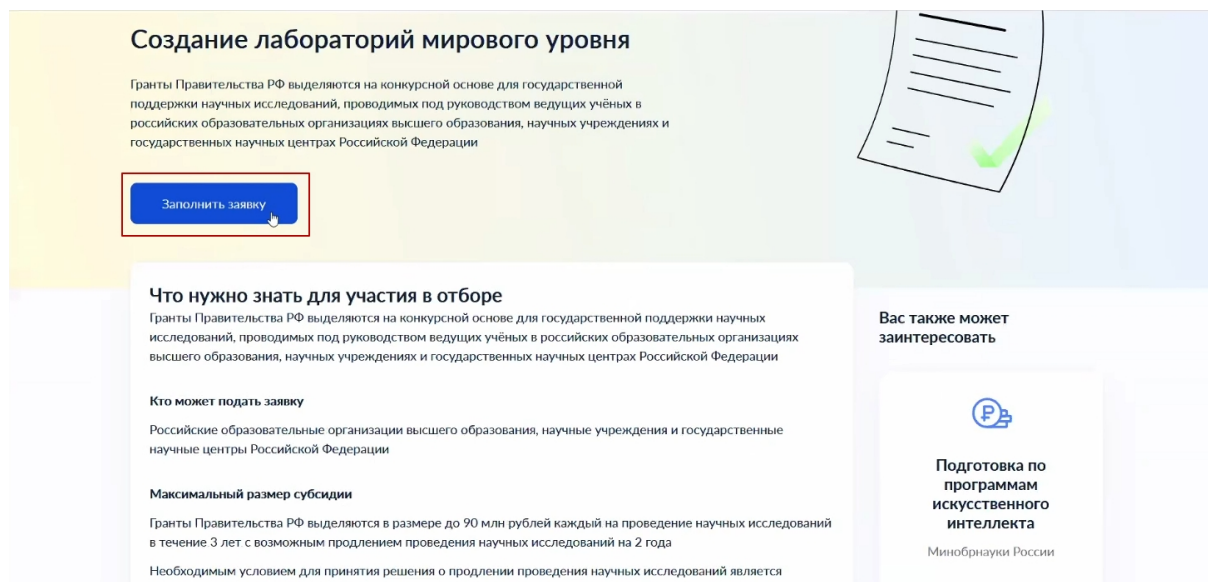 Создание лабораторий мирового уровня
Гранты Правительства РФ выделяются на конкурсной основе для государственной
поддержки научных исследований, проводимых под руководством ведущих учёных в
российских образовательных организациях высшего образования, научных учреждениях и
государственных научных центрах Российской Федерации
Заполнить заявку
Что нужно знать для участия в отборе
Гранты Правительства РФ выделяются на конкурсной основе для государственной поддержки научных
исследований, проводимых под руководством ведущих учёных в российских образовательных организациях
высшего образования, научных учреждениях и государственных научных центрах Российской Федерации
Кто может подать заявку
Российские образовательные организации высшего образования, научные учреждения и государственные
научные центры Российской Федерации
Максимальный размер субсидии
Гранты Правительства РФ выделяются в размере до 90 млн рублей каждый на проведение научных исследований
в течение 3 лет с возможным продлением проведения научных исследований на 2 года
Необходимым условием для принятия решения о продлении проведения научных исследований является
Вас также может
заинтересовать
Подготовка по
программам
искусственного
интеллекта
Минобрнауки России